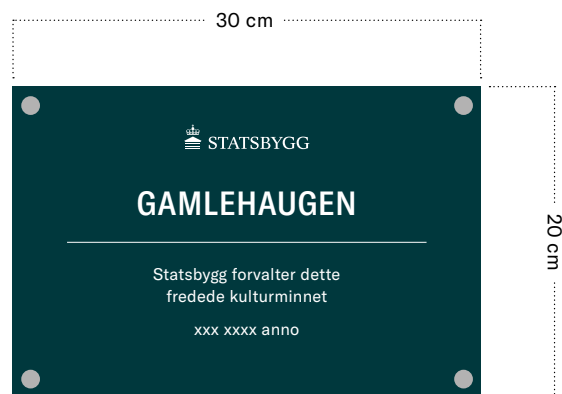 30 cm
STATSBYGG
GAMLEHAUGEN
20 cm
Statsbygg forvalter dette
fredede kulturminnet
xxx xxxx anno